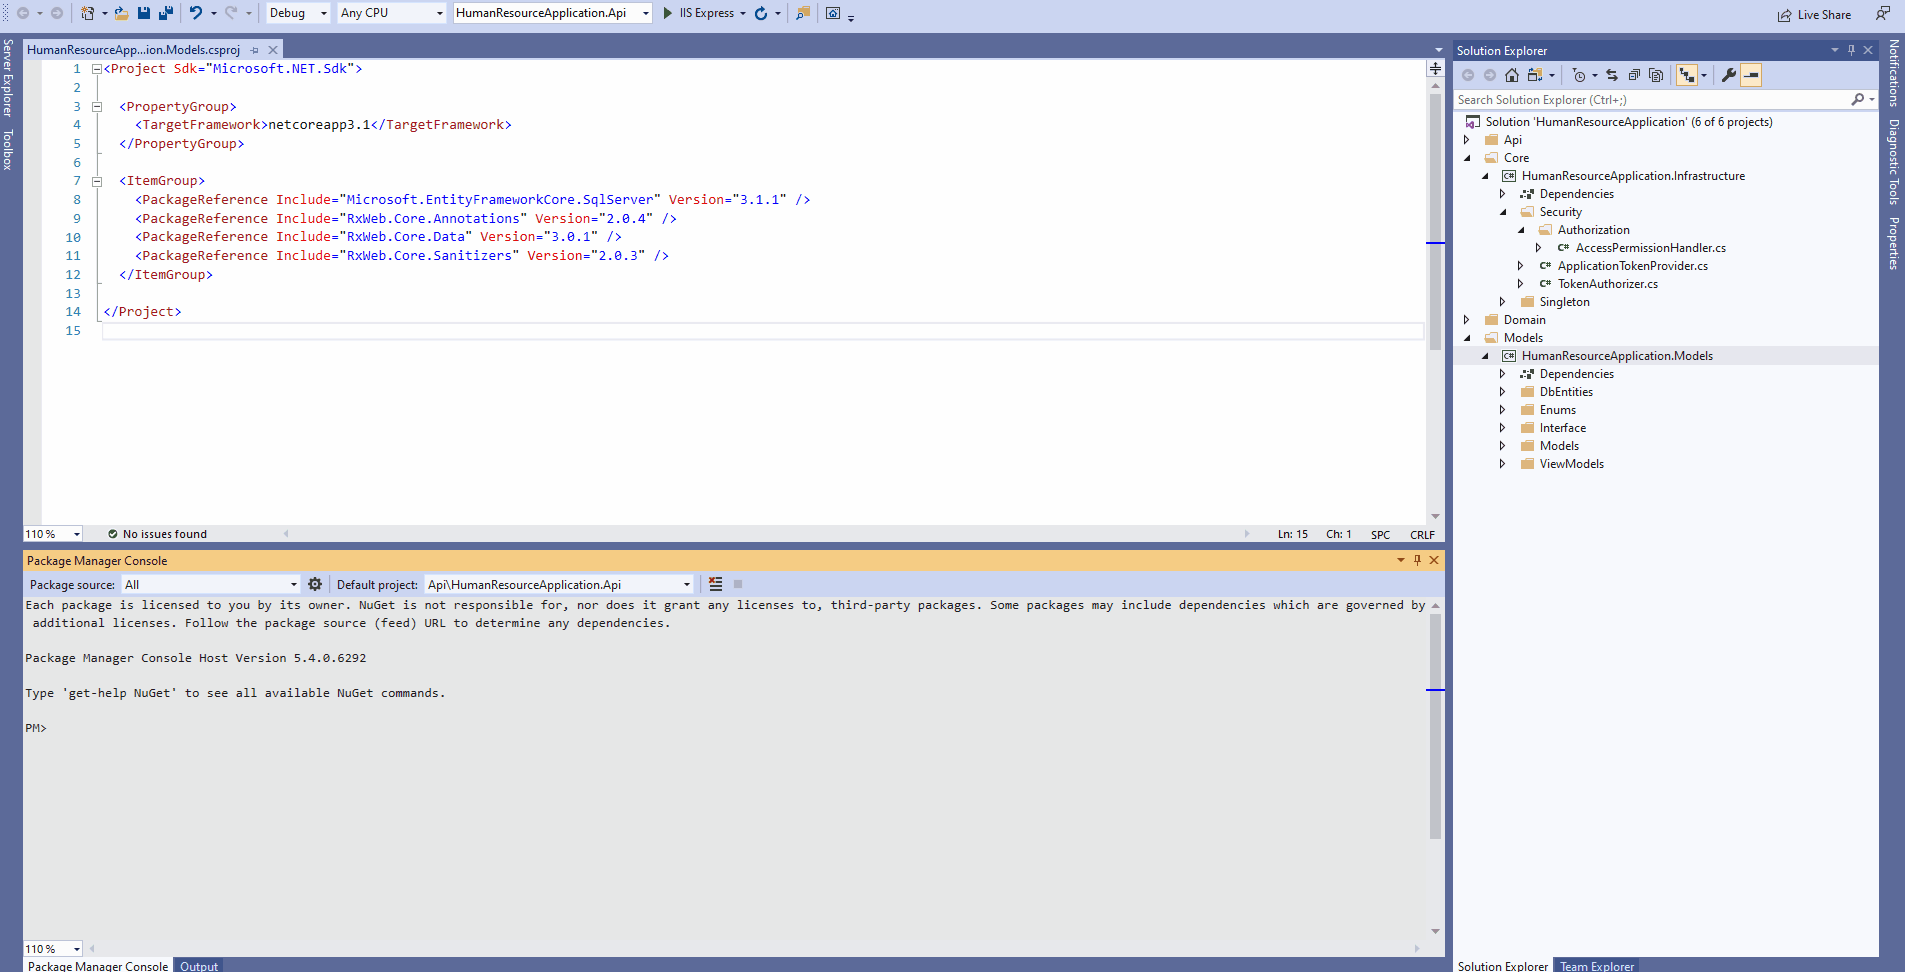 Debug
Any CPU
HumanResourceApplication.Api
IIS Express
Live Share
Server Explorer
Toolbox
HumanResourceApp...ion.Models.csproj
1 <Project Sdk="Microsoft.NET.Sdk">
2
3 <PropertyGroup>
4 <TargetFramework>netcoreapp3.1</TargetFramework>
5 </PropertyGroup>
6
7 <ItemGroup>
8 <PackageReference Include="Microsoft.EntityFrameworkCore.SqlServer" Version="3.1.1" />
9 <PackageReference Include="RxWeb.Core.Annotations" Version="2.0.4" />
10 <PackageReference Include="RxWeb.Core.Data" Version="3.0.1" />
11 <PackageReference Include="RxWeb.Core.Sanitizers" Version="2.0.3" />
12 </ItemGroup>
13
14 </Project>
15
110 %
No issues found
Ln: 15 Ch: 1 SPC CRLF
Package Manager Console
Package source: All
Default project: Api\HumanResourceApplication.Api
Each package is licensed to you by its owner. NuGet is not responsible for, nor does it grant any licenses to, third-party packages. Some packages may include dependencies which are governed by
additional licenses. Follow the package source (feed) URL to determine any dependencies.
Package Manager Console Host Version 5.4.0.6292
Type 'get-help NuGet' to see all available NuGet commands.
PM>
110 %
Package Manager Console
Output
Solution Explorer
Search Solution Explorer (Ctrl+;)
Solution 'HumanResourceApplication' (6 of 6 projects)
Api
Core
C# HumanResourceApplication.Infrastructure
Dependencies
Security
Authorization
C# AccessPermissionHandler.cs
C# ApplicationTokenProvider.cs
C# TokenAuthorizer.cs
Singleton
Domain
Models
C# HumanResourceApplication.Models
Dependencies
DbEntities
Enums
Interface
Models
ViewModels
Solution Explorer
Team Explorer
Notifications
Diagnostic Tools
Properties